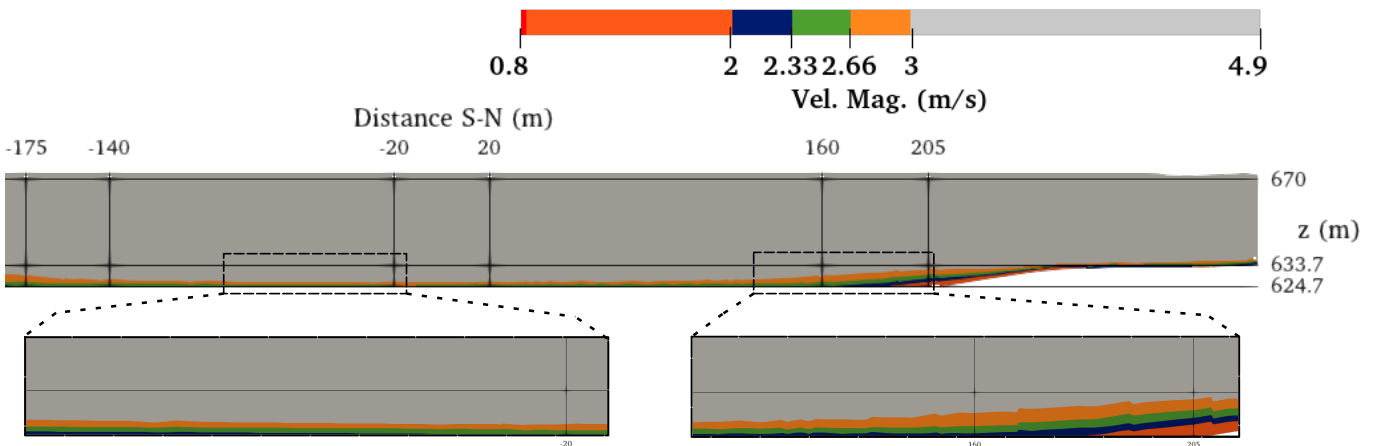 0.8 2 2.33 2.66 3 4.9
Vel. Mag. (m/s)
Distance S-N (m)
-175 -140 -20 20 160 205
670
z (m)
633.7
624.7
-20 160 205